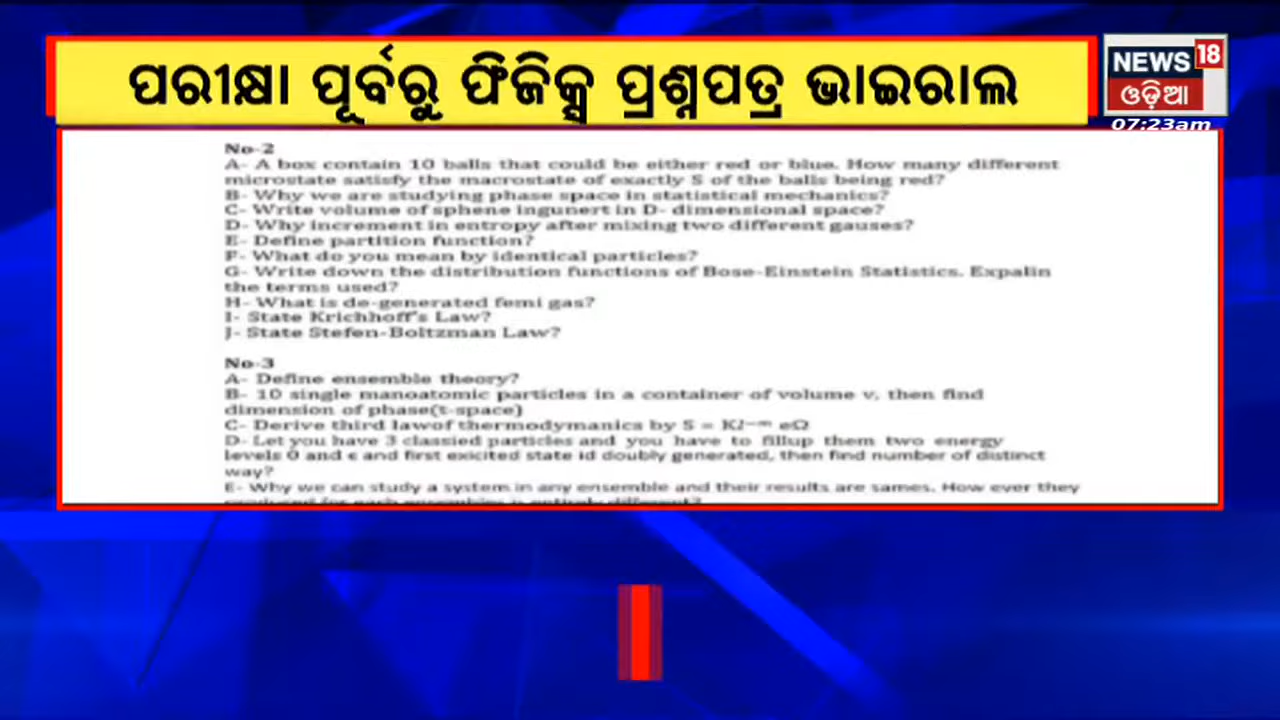 ପରୀକ୍ଷା ପୂର୍ବରୁ ଫିଜିକ୍ସ ପ୍ରଶ୍ନପତ୍ର ଭାଇରାଲ
NEWS 18
ଓଡ଼ିଆ
07:23am
No-2
A- A box contain 10 balls that could be either red or blue. How many different
microstate satisfy the macrostate of exactly 5 of the balls being red?
B- Why we are studying phase space in statistical mechanics?
C- Write volume of sphene ingunert in D- dimensional space?
D- Why increment in entropy after mixing two different gauses?
E- Define partition function?
F- What do you mean by identical particles?
G- Write down the distribution functions of Bose-Einstein Statistics. Expalin
the terms used?
H- What is de-generated femi gas?
I- State Krichhoff's Law?
J- State Stefen-Boltzman Law?
No-3
A- Define ensemble theory?
B- 10 single manoatomic particles in a container of volume v, then find
dimension of phase(t-space)
C- Derive third lawof thermodymanics by S = 
D- Let you have 3 classied particles and you have to fillup them two energy
levels 0 and ϵ and first exicited state id doubly generated, then find number of distinct
way?
E- Why we can study a system in any ensemble and their results are sames. How ever they